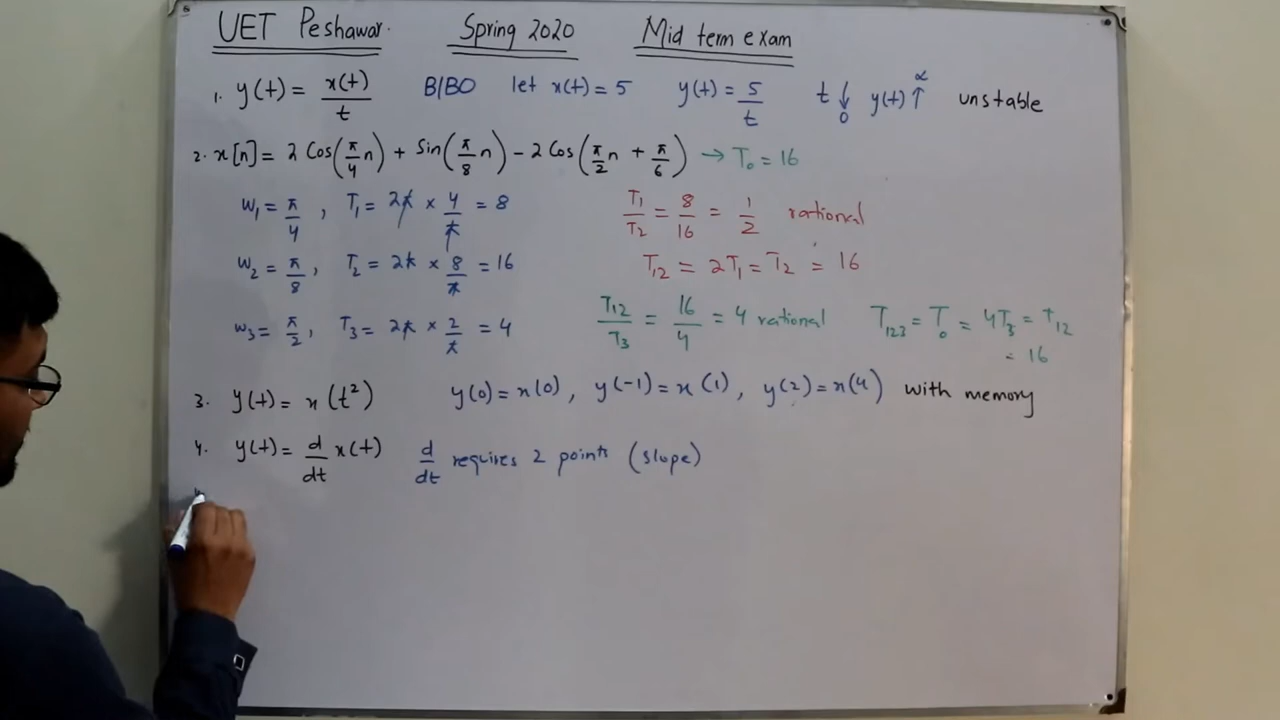 UET Peshawar. Spring 2020 Mid term exam
1. y(t) = x(t)/t BIBO let x(t) = 5 y(t) = 5/t t↓0 y(t)↑∝ unstable
2. x[n] = 2 Cos(π/4 n) + Sin(π/8 n) - 2 Cos(π/2 n + π/6) → T₀ = 16
w₁ = π/4, T₁ = 2π × 4/π = 8 T₁/T₂ = 8/16 = 1/2 rational
w₂ = π/8, T₂ = 2π × 8/π = 16 T₁₂ = 2T₁ = T₂ = 16
w₃ = π/2, T₃ = 2π × 2/π = 4 T₁₂/T₃ = 16/4 = 4 rational T₁₂₃ = T₀ = 4T₃ = T₁₂
= 16
3. y(t) = x(t²) y(0) = x(0), y(-1) = x(1), y(2) = x(4) with memory
4. y(t) = d/dt x(t) d/dt requires 2 points (slope)